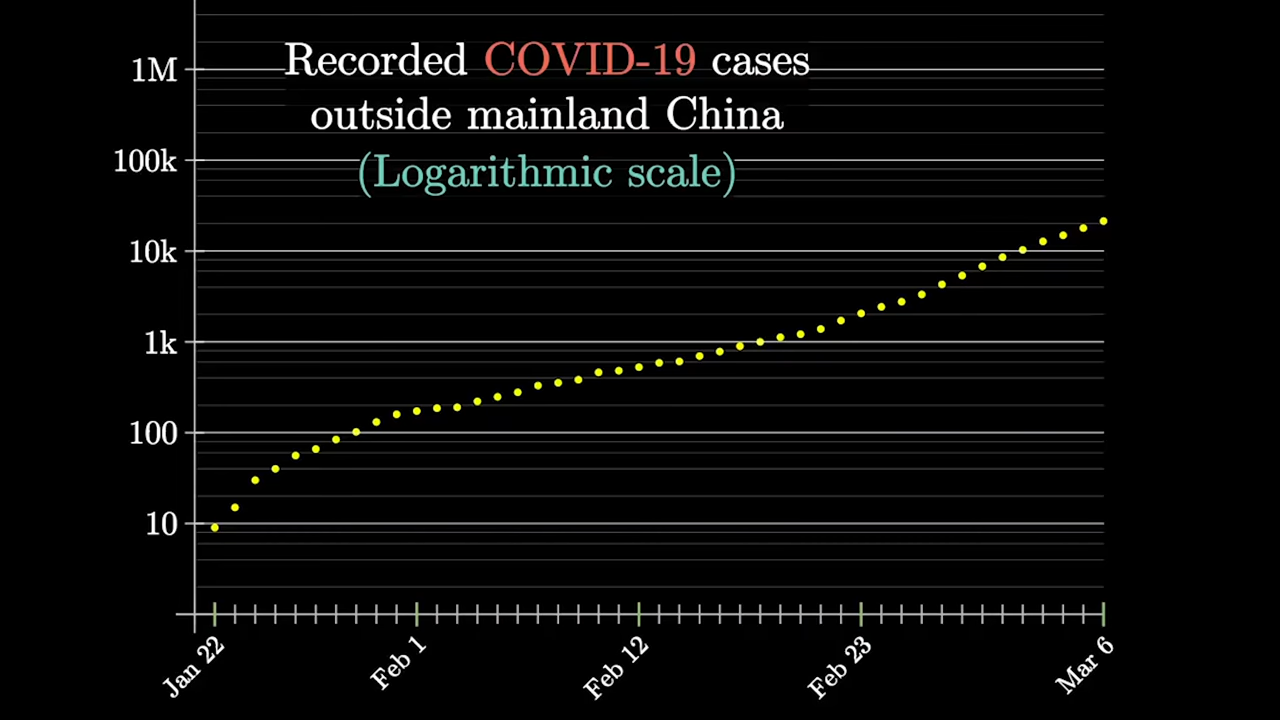 Recorded COVID-19 cases
outside mainland China
(Logarithmic scale)
1M
100k
10k
1k
100
10
Jan 22
Feb 1
Feb 12
Feb 23
Mar 6